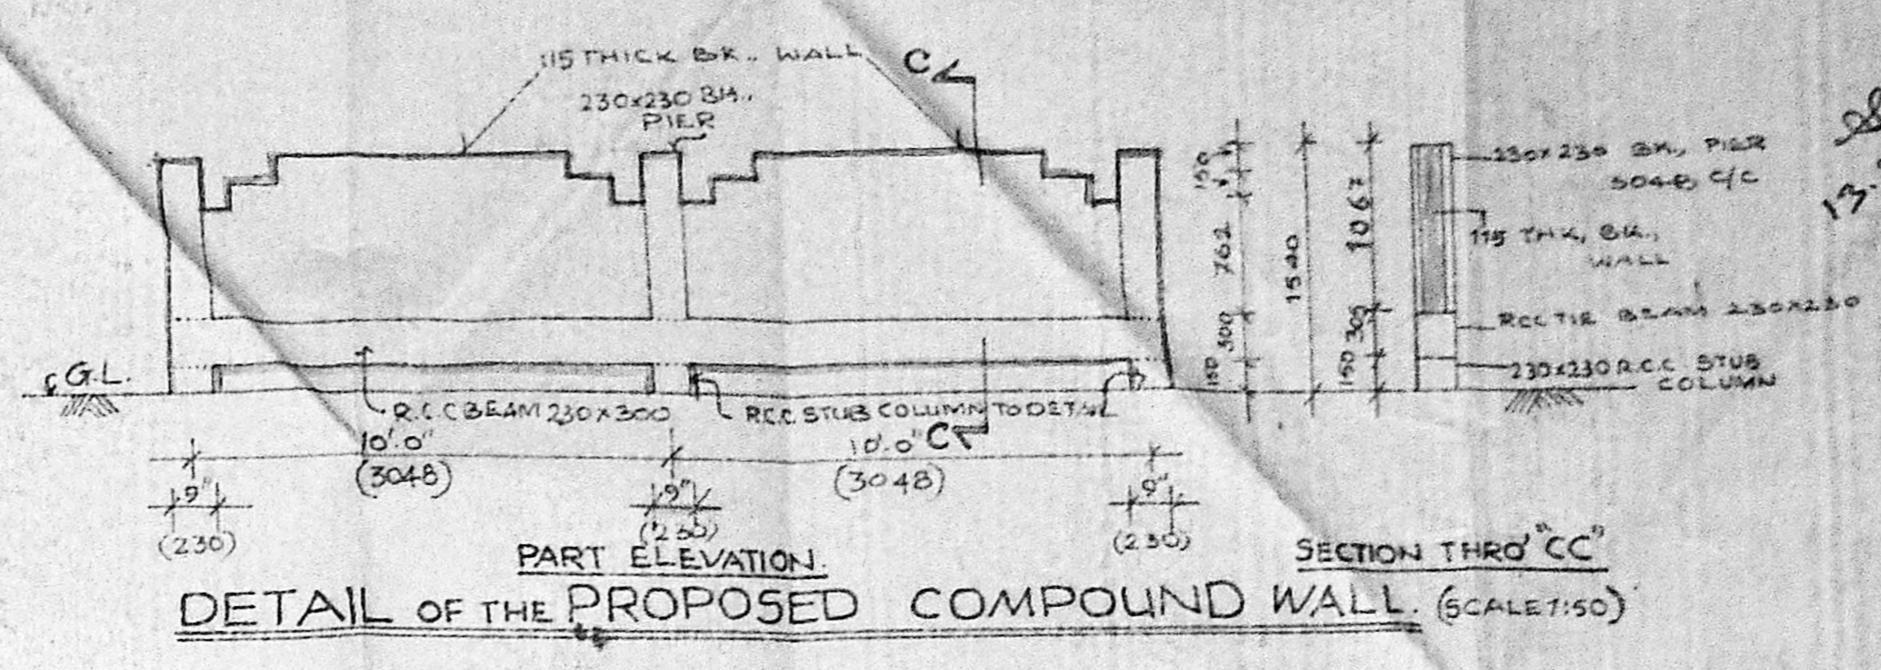 115 THICK BK., WALL
C
230x230 BK.,
PIER
150
762
300
150
1540
1067
305
150
230x230 BK., PIER
3048 C/C
115 THK, BK.,
WALL
RCC TIE BEAM 230X230
230x230 R.C.C STUB
COLUMN
G.L.
R.C.C BEAM 230X300
R.C.C STUB COLUMN TO DETAIL
10'.0"
(3048)
10'.0"
(3048)
C
9"
(230)
9"
(230)
9"
(230)
PART ELEVATION.
SECTION THRO' "CC"
DETAIL OF THE PROPOSED COMPOUND WALL. (SCALE 1:50)